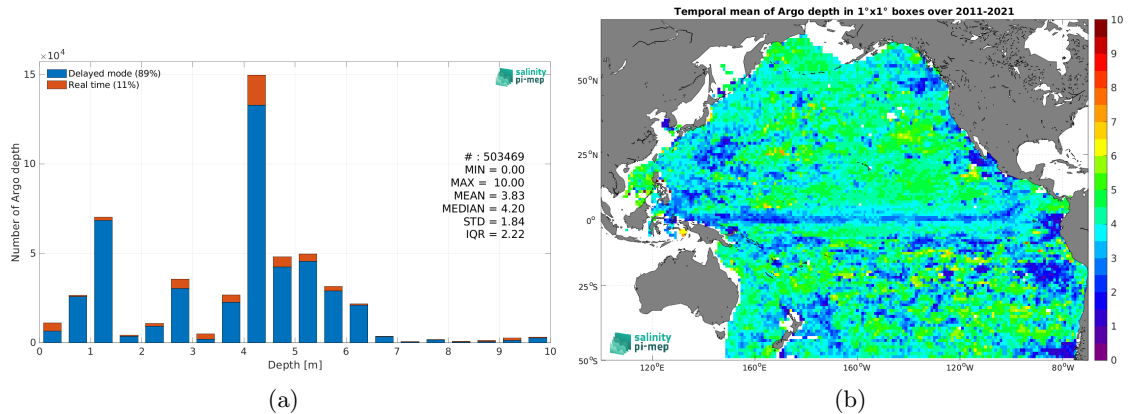 ×10⁴
Delayed mode (89%)
Real time (11%)
salinity
pi-mep
15
10
5
0
Number of Argo depth
# : 503469
MIN = 0.00
MAX = 10.00
MEAN = 3.83
MEDIAN = 4.20
STD = 1.84
IQR = 2.22
0 1 2 3 4 5 6 7 8 9 10
Depth [m]
(a)
Temporal mean of Argo depth in 1°x1° boxes over 2011-2021
50°N
25°N
0°
25°S
50°S
120°E 160°E 160°W 120°W 80°W
salinity
pi-mep
10
9
8
7
6
5
4
3
2
1
0
(b)